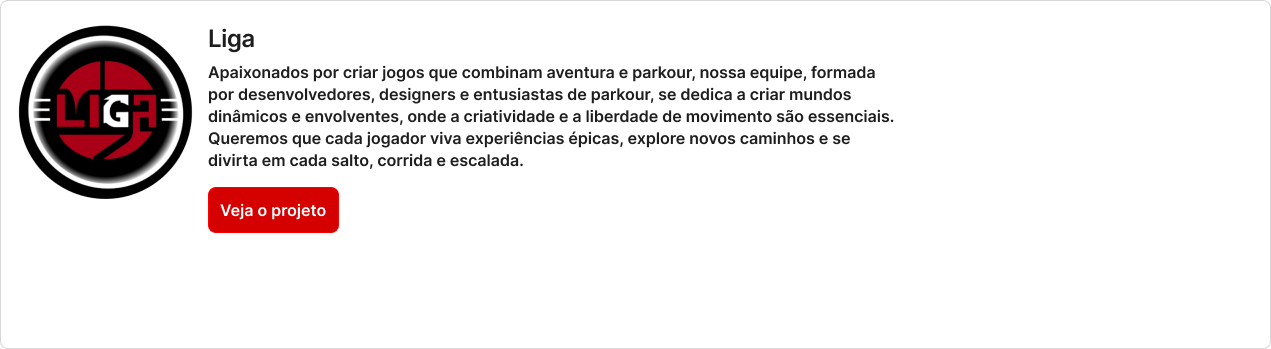 LIGA
Liga
Apaixonados por criar jogos que combinam aventura e parkour, nossa equipe, formada
por desenvolvedores, designers e entusiastas de parkour, se dedica a criar mundos
dinâmicos e envolventes, onde a criatividade e a liberdade de movimento são essenciais.
Queremos que cada jogador viva experiências épicas, explore novos caminhos e se
divirta em cada salto, corrida e escalada.
Veja o projeto